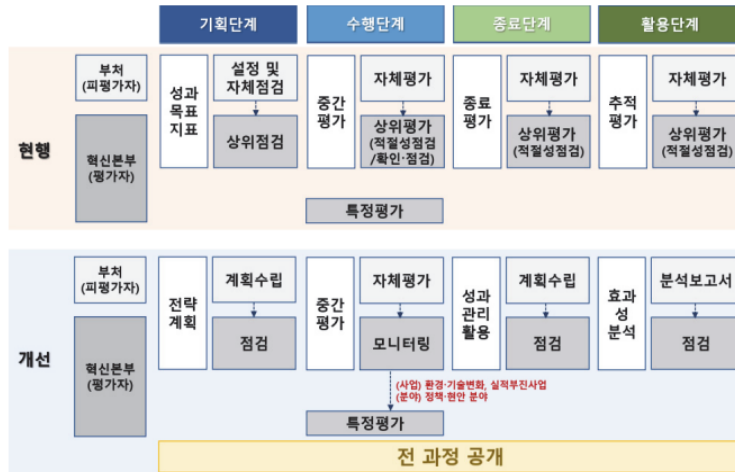 기획단계
수행단계
종료단계
활용단계
현행
부처
(피평가자)
혁신본부
(평가자)
성과
목표
지표
설정 및
자체점검
상위점검
중간
평가
자체평가
상위평가
(적절성점검
/확인·점검)
특정평가
종료
평가
자체평가
상위평가
(적절성점검)
추적
평가
자체평가
상위평가
(적절성점검)
개선
부처
(피평가자)
혁신본부
(평가자)
전략
계획
계획수립
점검
중간
평가
자체평가
모니터링
(사업) 환경·기술변화, 실적부진사업
(분야) 정책·현안 분야
특정평가
성과
관리
활용
계획수립
점검
효과
성
분석
분석보고서
점검
전 과정 공개